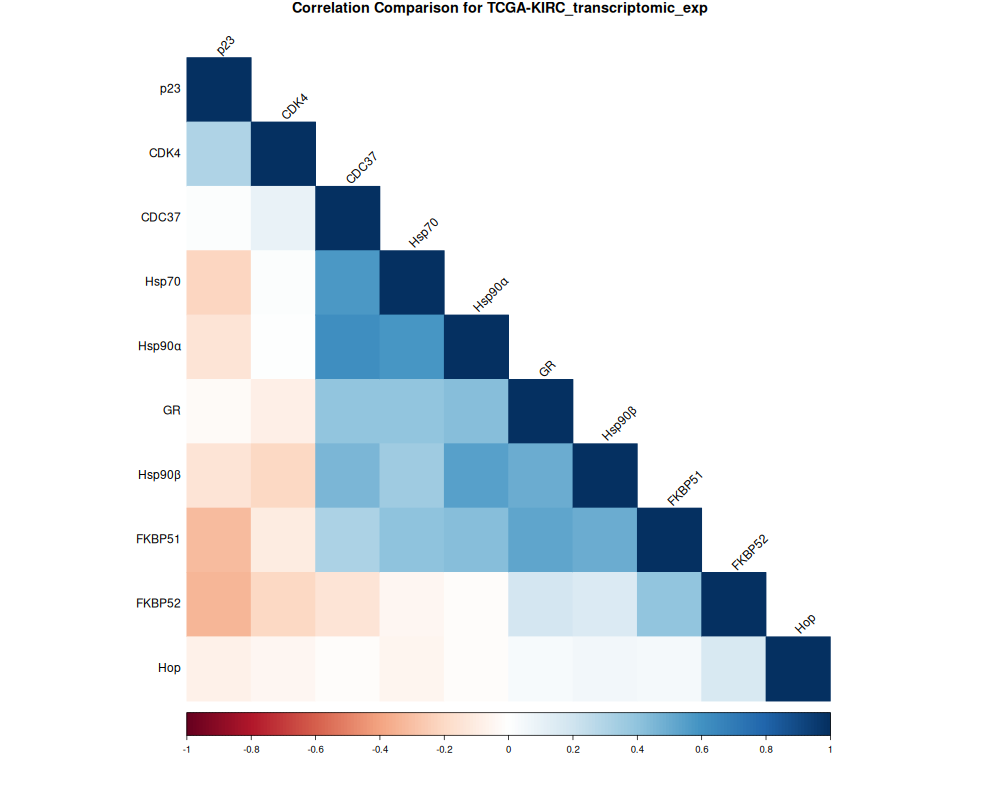 Correlation Comparison for TCGA-KIRC_transcriptomic_exp
p23
p23
CDK4
CDK4
CDC37
CDC37
Hsp70
Hsp70
Hsp90α
Hsp90α
GR
GR
Hsp90β
Hsp90β
FKBP51
FKBP51
FKBP52
FKBP52
Hop
Hop
-1 -0.8 -0.6 -0.4 -0.2 0 0.2 0.4 0.6 0.8 1